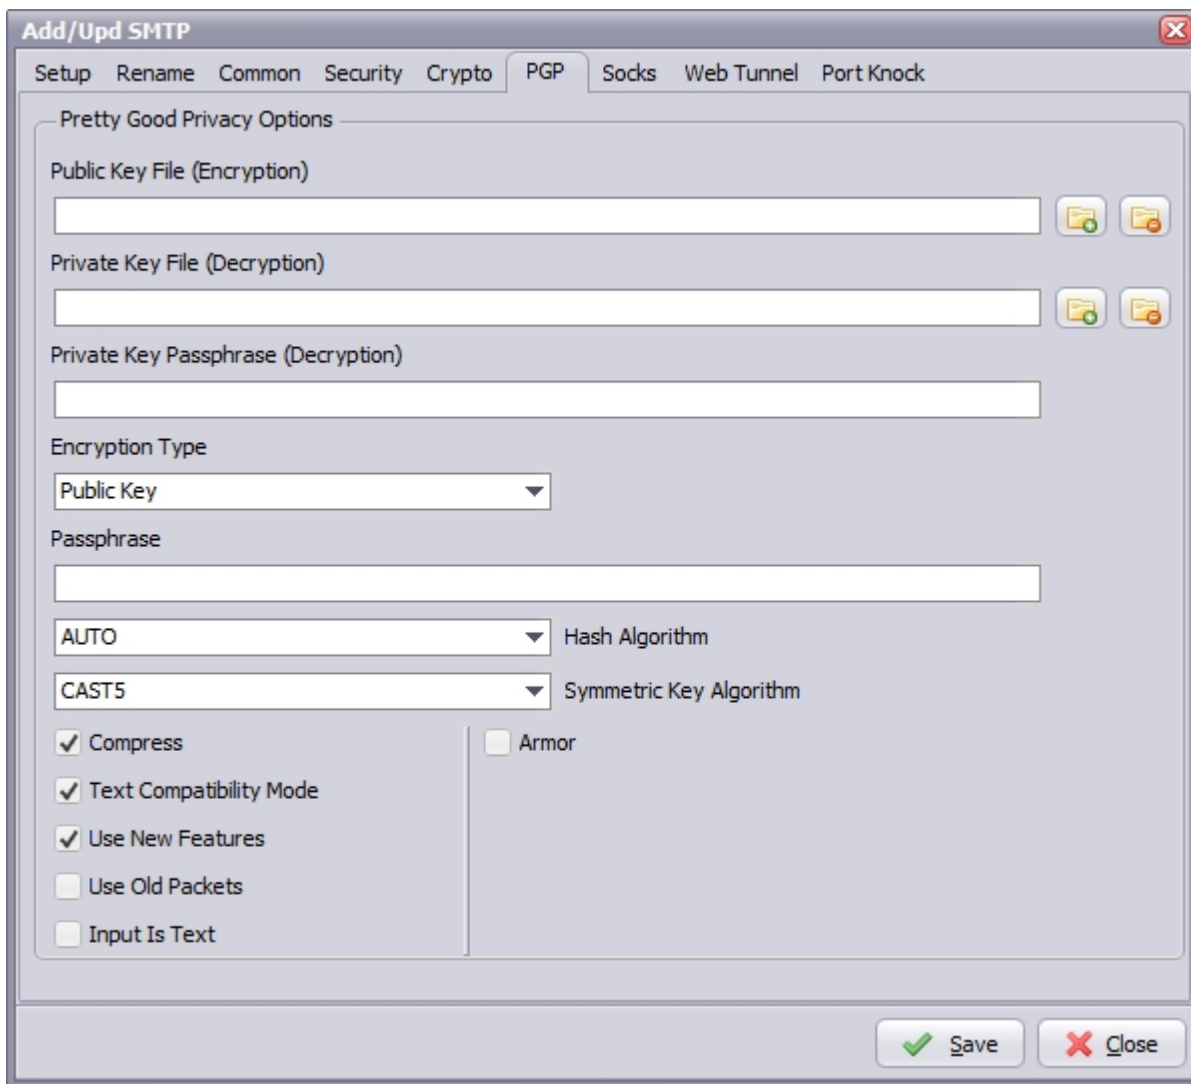 Add/Upd SMTP
Setup Rename Common Security Crypto PGP Socks Web Tunnel Port Knock
Pretty Good Privacy Options
Public Key File (Encryption)
Private Key File (Decryption)
Private Key Passphrase (Decryption)
Encryption Type
Public Key
Passphrase
AUTO Hash Algorithm
CAST5 Symmetric Key Algorithm
Compress Armor
Text Compatibility Mode
Use New Features
Use Old Packets
Input Is Text
Save Close